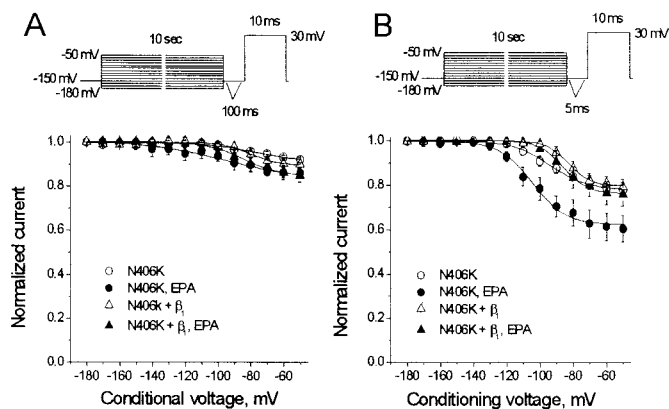 A
10 ms
10 sec
30 mV
-50 mV
-150 mV
-180 mV
100 ms
Normalized current
1.0
0.8
0.6
0.4
0.2
0.0
N406K
N406K, EPA
N406k + β1
N406K + β1, EPA
-180 -160 -140 -120 -100 -80 -60
Conditional voltage, mV
B
10 ms
10 sec
30 mV
-50 mV
-150 mV
-180 mV
5 ms
Normalized current
1.0
0.8
0.6
0.4
0.2
0.0
N406K
N406K, EPA
N406K + β1
N406K + β1, EPA
-180 -160 -140 -120 -100 -80 -60
Conditioning voltage, mV